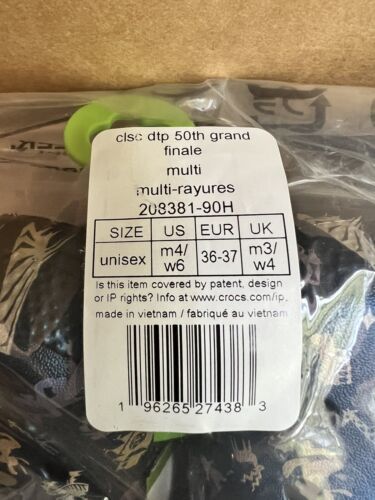 clsc dtp 50th grand
finale
multi
multi-rayures
208381-90H
SIZE US EUR UK
unisex m4/ w6 36-37 m3/ w4
Is this item covered by patent, design
or IP rights? Info at www.crocs.com/ip.
made in vietnam / fabriqué au vietnam
1 96265 27438 3